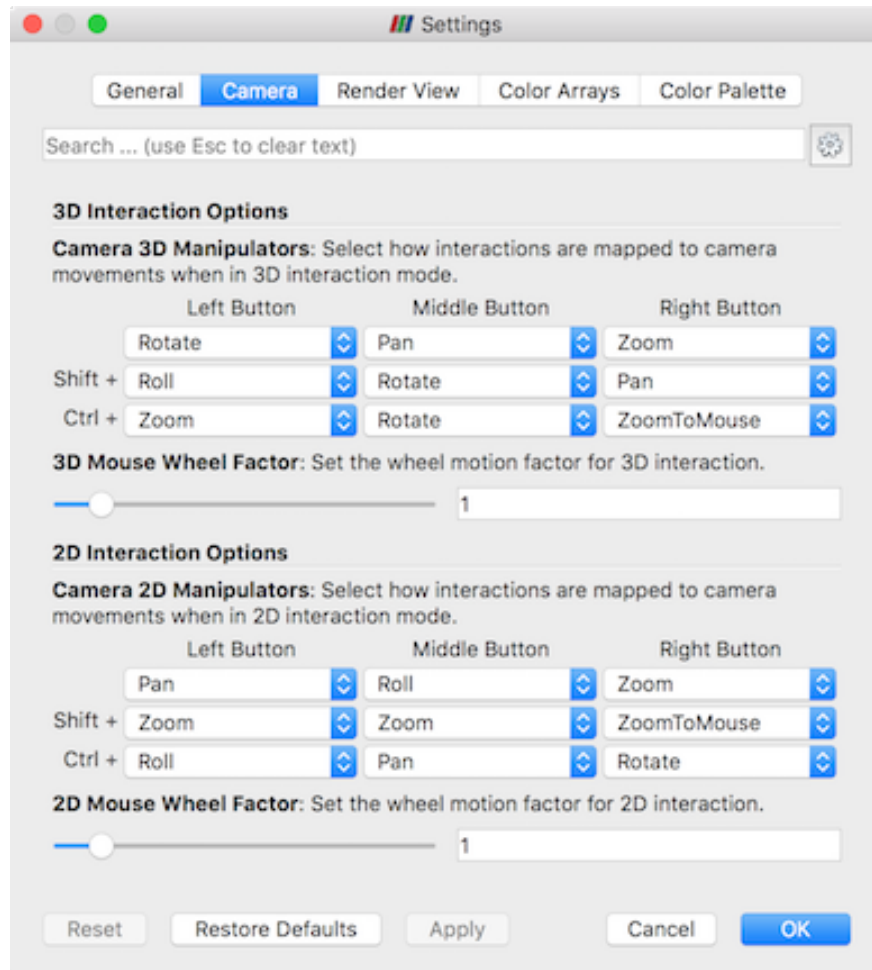 Settings
General Camera Render View Color Arrays Color Palette
Search ... (use Esc to clear text)
3D Interaction Options
Camera 3D Manipulators: Select how interactions are mapped to camera
movements when in 3D interaction mode.
Left Button Middle Button Right Button
Rotate Pan Zoom
Shift + Roll Rotate Pan
Ctrl + Zoom Rotate ZoomToMouse
3D Mouse Wheel Factor: Set the wheel motion factor for 3D interaction.
1
2D Interaction Options
Camera 2D Manipulators: Select how interactions are mapped to camera
movements when in 2D interaction mode.
Left Button Middle Button Right Button
Pan Roll Zoom
Shift + Zoom Zoom ZoomToMouse
Ctrl + Roll Pan Rotate
2D Mouse Wheel Factor: Set the wheel motion factor for 2D interaction.
1
Reset Restore Defaults Apply Cancel OK